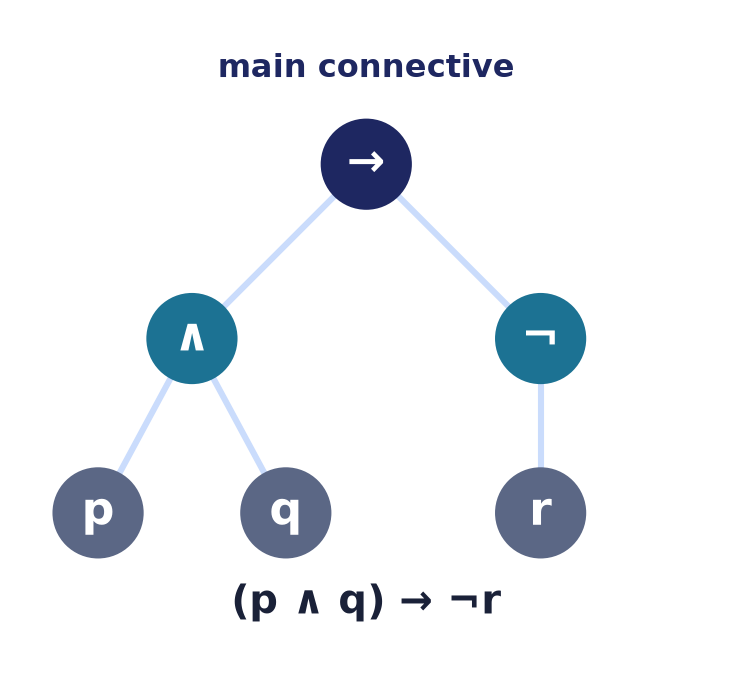 main connective
→
∧ ¬
p q r
(p ∧ q) → ¬r